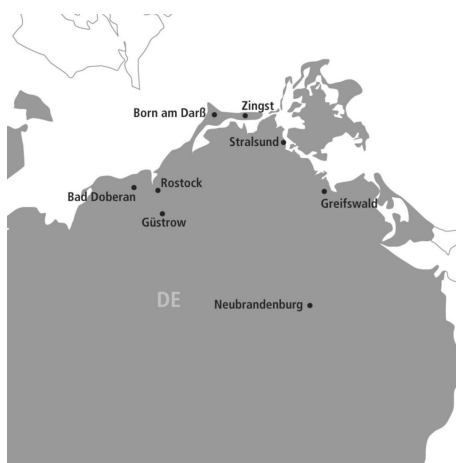 Zingst
Born am Darß
Stralsund
Rostock
Bad Doberan
Greifswald
Güstrow
DE
Neubrandenburg